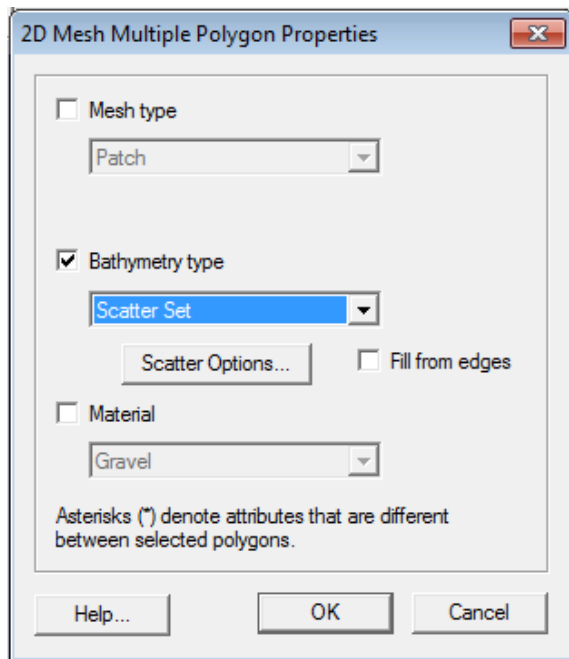 2D Mesh Multiple Polygon Properties
Mesh type
Patch
Bathymetry type
Scatter Set
Scatter Options...
Fill from edges
Material
Gravel
Asterisks (*) denote attributes that are different
between selected polygons.
Help...
OK
Cancel